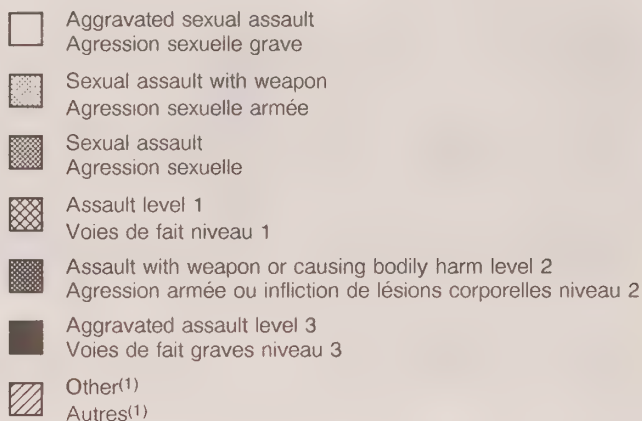 Aggravated sexual assault
Agression sexuelle grave
Sexual assault with weapon
Agression sexuelle armée
Sexual assault
Agression sexuelle
Assault level 1
Voies de fait niveau 1
Assault with weapon or causing bodily harm level 2
Agression armée ou infliction de lésions corporelles niveau 2
Aggravated assault level 3
Voies de fait graves niveau 3
Other(1)
Autres(1)